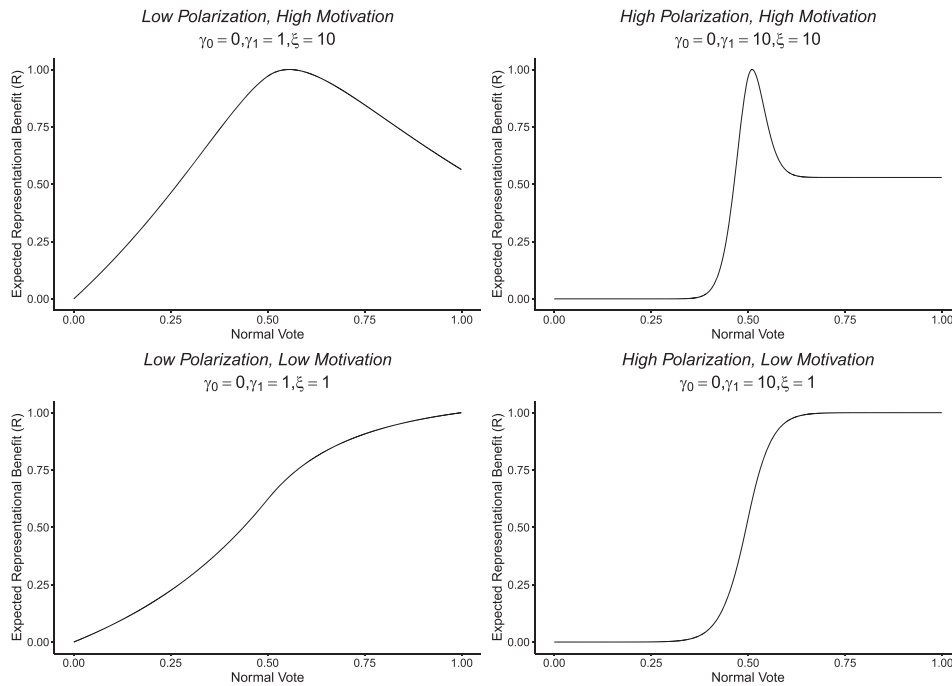 Low Polarization, High Motivation
γ₀ = 0,γ₁ = 1,ξ = 10
Expected Representational Benefit (R)
1.00
0.75
0.50
0.25
0.00
0.00 0.25 0.50 0.75 1.00
Normal Vote
High Polarization, High Motivation
γ₀ = 0,γ₁ = 10,ξ = 10
Expected Representational Benefit (R)
1.00
0.75
0.50
0.25
0.00
0.00 0.25 0.50 0.75 1.00
Normal Vote
Low Polarization, Low Motivation
γ₀ = 0,γ₁ = 1,ξ = 1
Expected Representational Benefit (R)
1.00
0.75
0.50
0.25
0.00
0.00 0.25 0.50 0.75 1.00
Normal Vote
High Polarization, Low Motivation
γ₀ = 0,γ₁ = 10,ξ = 1
Expected Representational Benefit (R)
1.00
0.75
0.50
0.25
0.00
0.00 0.25 0.50 0.75 1.00
Normal Vote